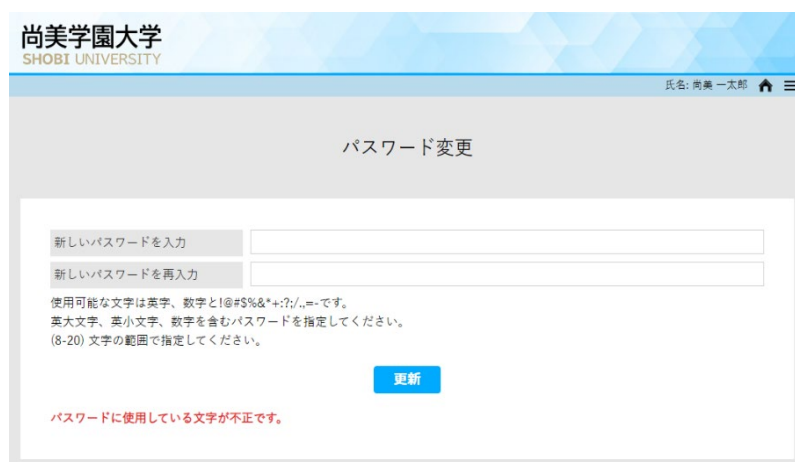 尚美学園大学
SHOBI UNIVERSITY
氏名: 尚美 一太郎
パスワード変更
新しいパスワードを入力
新しいパスワードを再入力
使用可能な文字は英字、数字と!@#$%&*+:?;/.,=-です。
英大文字、英小文字、数字を含むパスワードを指定してください。
(8-20) 文字の範囲で指定してください。
更新
パスワードに使用している文字が不正です。